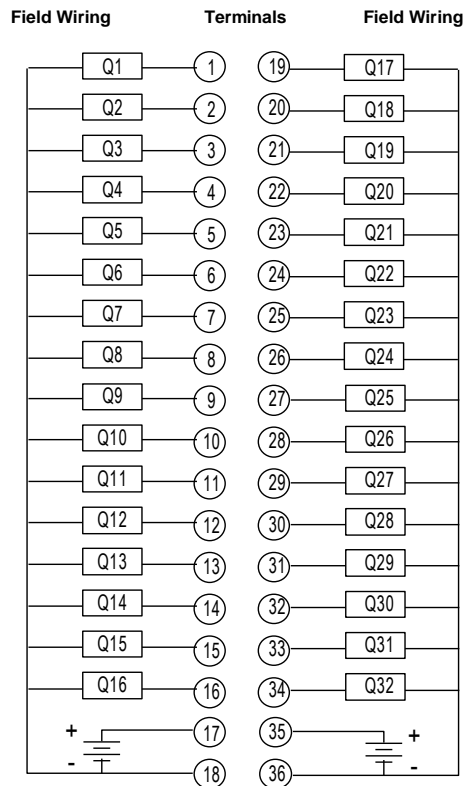 Field Wiring Terminals Field Wiring
Q1 1 19 Q17
Q2 2 20 Q18
Q3 3 21 Q19
Q4 4 22 Q20
Q5 5 23 Q21
Q6 6 24 Q22
Q7 7 25 Q23
Q8 8 26 Q24
Q9 9 27 Q25
Q10 10 28 Q26
Q11 11 29 Q27
Q12 12 30 Q28
Q13 13 31 Q29
Q14 14 32 Q30
Q15 15 33 Q31
Q16 16 34 Q32
+ 17 35 +
- 18 36 -